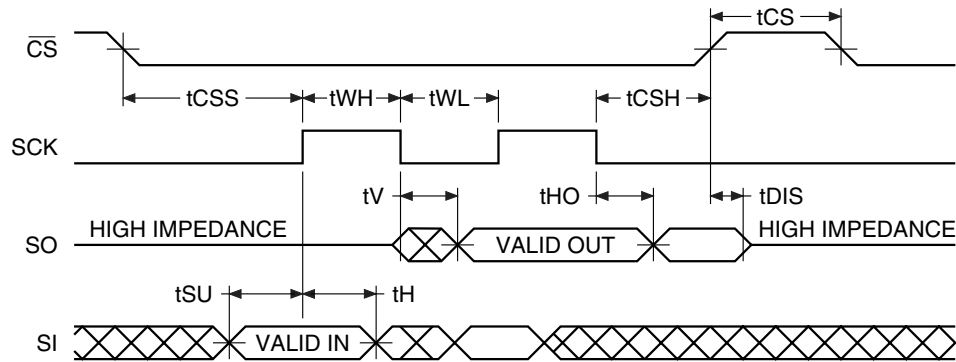 tCS
CS
tCSS
tWH
tWL
tCSH
SCK
tV
tHO
tDIS
HIGH IMPEDANCE
HIGH IMPEDANCE
SO
VALID OUT
tSU
tH
SI
VALID IN